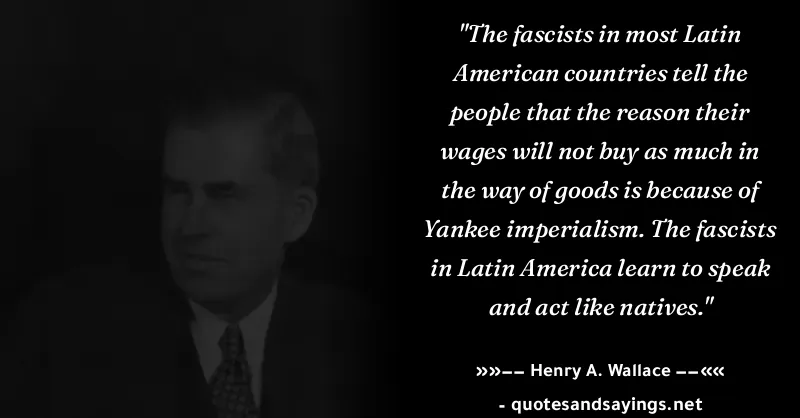 "The fascists in most Latin
American countries tell the
people that the reason their
wages will not buy as much in
the way of goods is because of
Yankee imperialism. The fascists
in Latin America learn to speak
and act like natives."
»»−− Henry A. Wallace −−««
- quotesandsayings.net